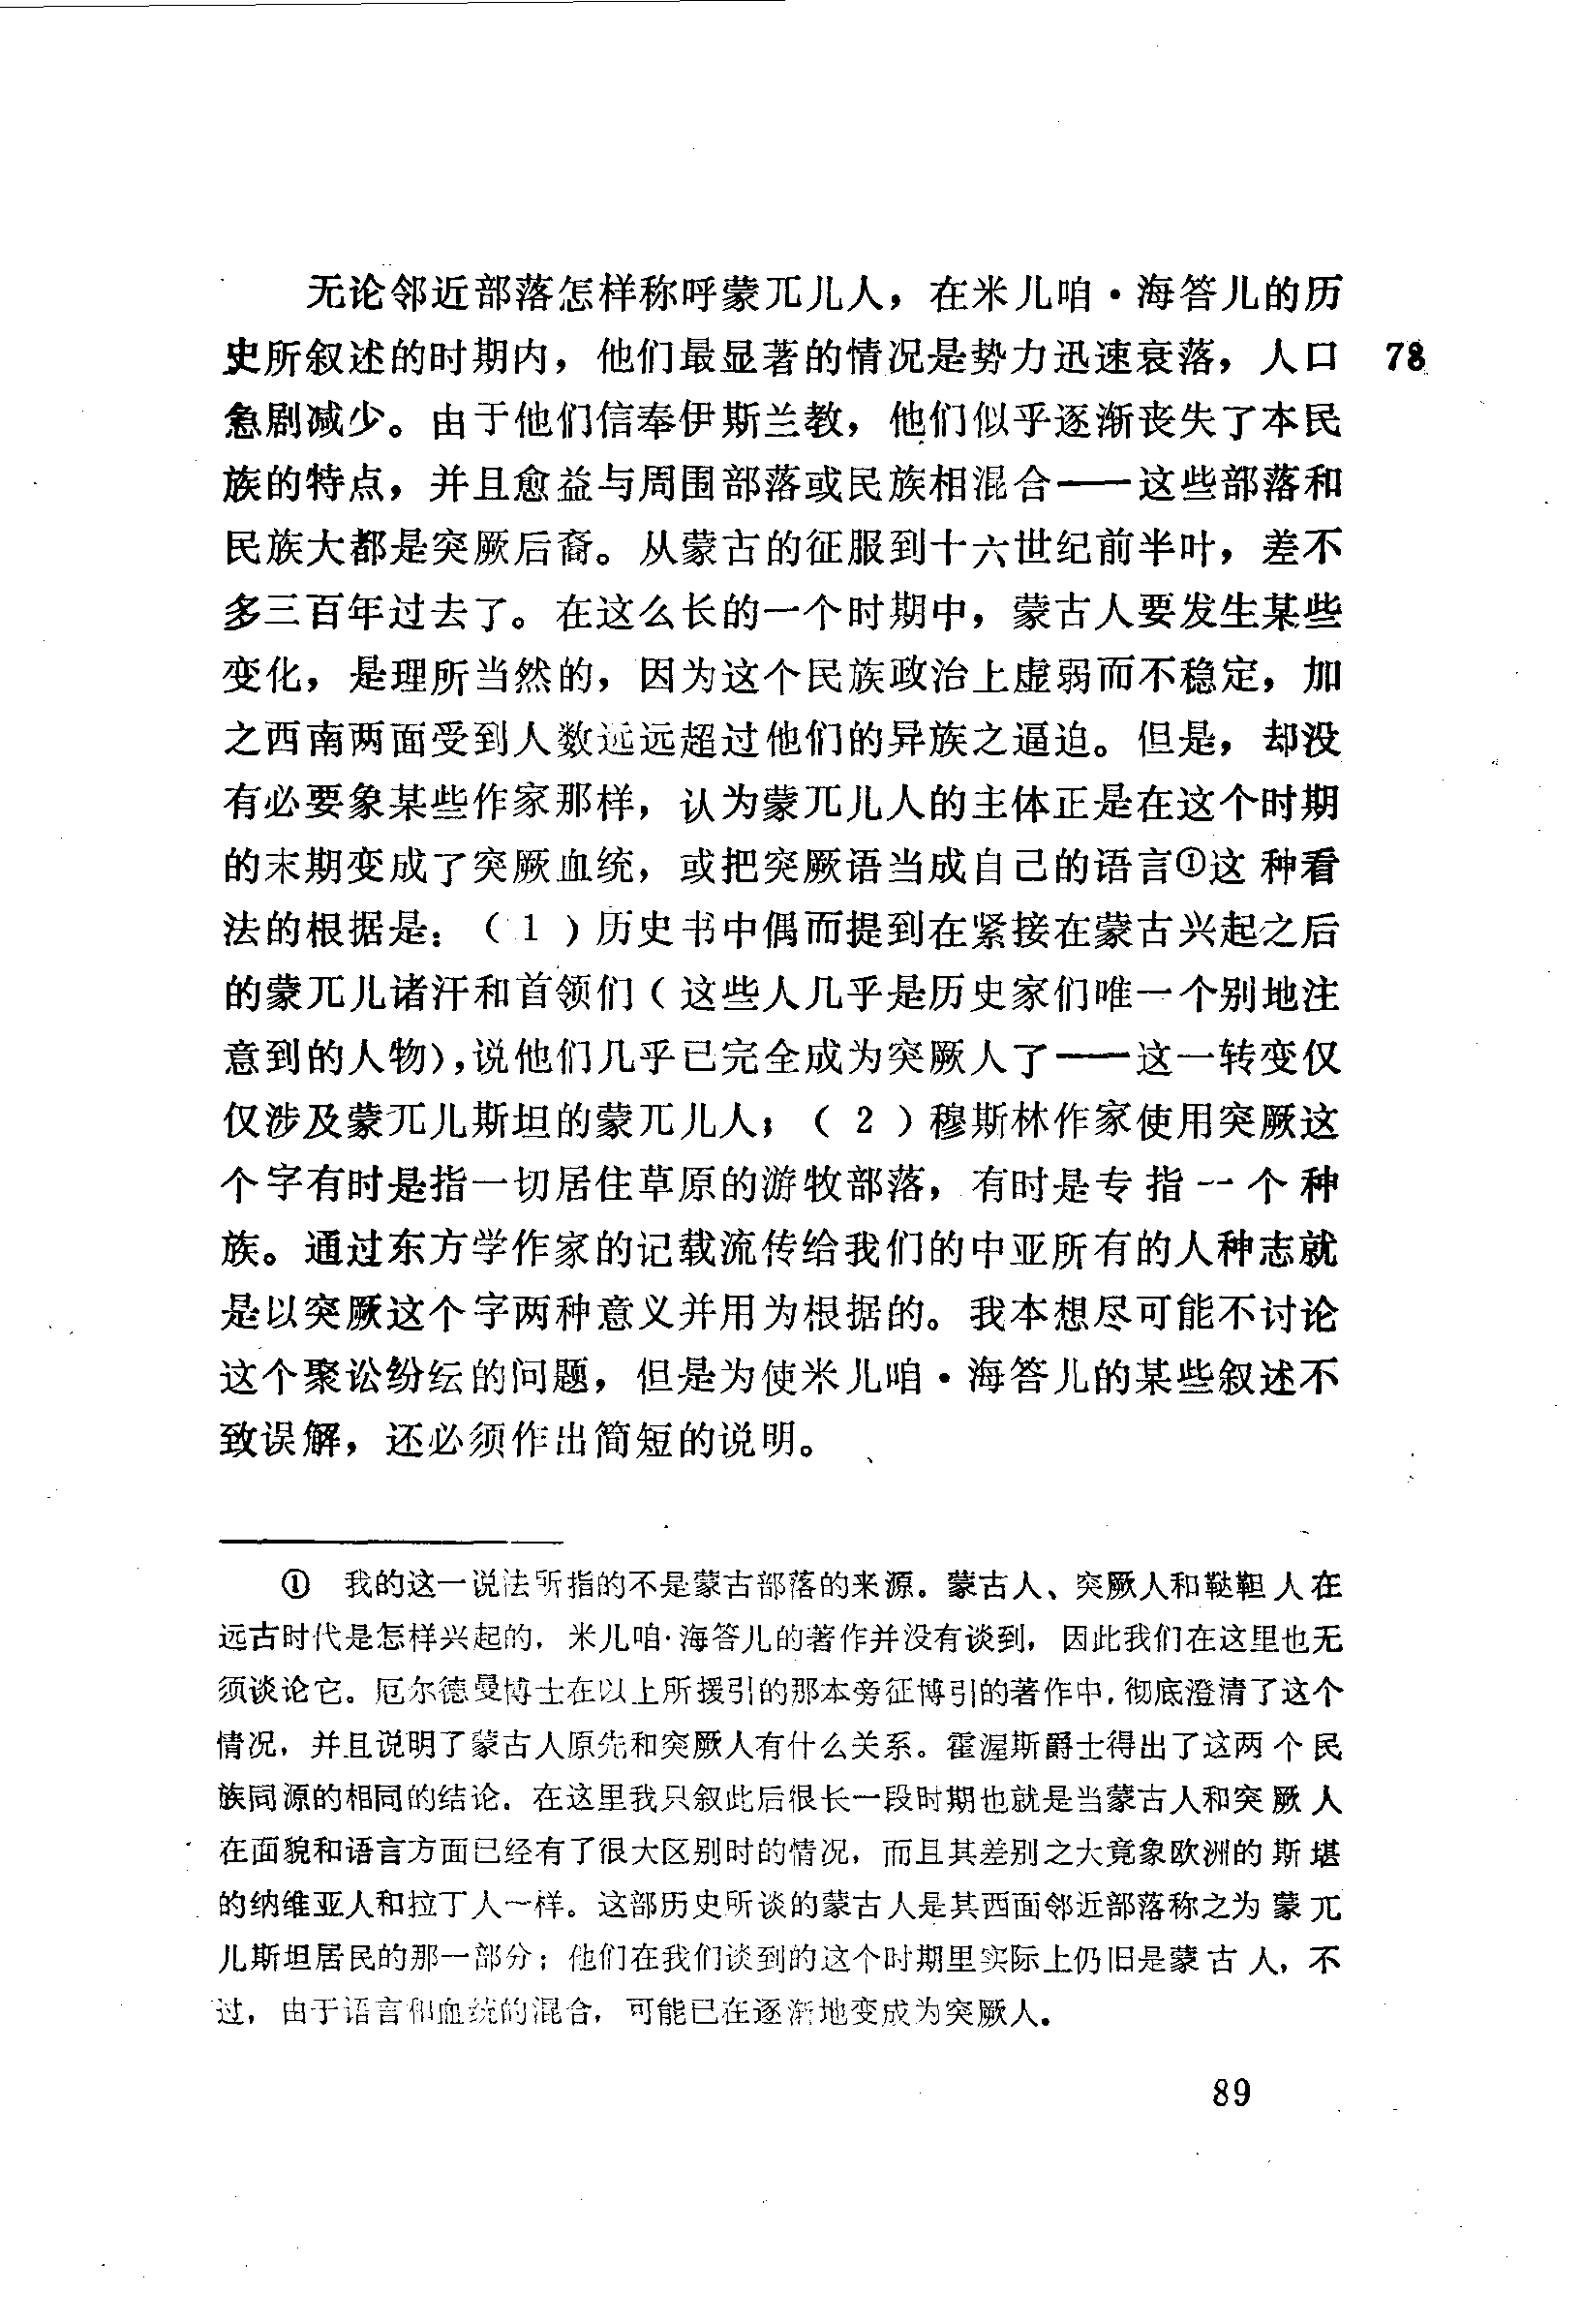 无论邻近部落怎样称呼蒙兀儿人，在米儿咱·海答儿的历
史所叙述的时期内，他们最显著的情况是势力迅速衰落，人口 78
急剧减少。由于他们信奉伊斯兰教，他们似乎逐渐丧失了本民
族的特点，并且愈益与周围部落或民族相混合——这些部落和
民族大都是突厥后裔。从蒙古的征服到十六世纪前半叶，差不
多三百年过去了。在这么长的一个时期中，蒙古人要发生某些
变化，是理所当然的，因为这个民族政治上虚弱而不稳定，加
之西南两面受到人数远远超过他们的异族之逼迫。但是，却没
有必要象某些作家那样，认为蒙兀儿人的主体正是在这个时期
的末期变成了突厥血统，或把突厥语当成自己的语言①这种看
法的根据是：（1）历史书中偶而提到在紧接在蒙古兴起之后
的蒙兀儿诸汗和首领们（这些人几乎是历史家们唯一个别地注
意到的人物），说他们几乎已完全成为突厥人了——这一转变仅
仅涉及蒙兀儿斯坦的蒙兀儿人；（2）穆斯林作家使用突厥这
个字有时是指一切居住草原的游牧部落，有时是专指一个种
族。通过东方学作家的记载流传给我们的中亚所有的人种志就
是以突厥这个字两种意义并用为根据的。我本想尽可能不讨论
这个聚讼纷纭的问题，但是为使米儿咱·海答儿的某些叙述不
致误解，还必须作出简短的说明。
① 我的这一说法所指的不是蒙古部落的来源。蒙古人、突厥人和鞑靼人在
远古时代是怎样兴起的，米儿咱·海答儿的著作并没有谈到，因此我们在这里也无
须谈论它。厄尔德曼博士在以上所援引的那本旁征博引的著作中，彻底澄清了这个
情况，并且说明了蒙古人原先和突厥人有什么关系。霍渥斯爵士得出了这两个民
族同源的相同的结论。在这里我只叙此后很长一段时期也就是当蒙古人和突厥人
在面貌和语言方面已经有了很大区别时的情况，而且其差别之大竟象欧洲的斯堪
的纳维亚人和拉丁人一样。这部历史所谈的蒙古人是其西面邻近部落称之为蒙兀
儿斯坦居民的那一部分；他们在我们谈到的这个时期里实际上仍旧是蒙古人，不
过，由于语言和血统的混合，可能已在逐渐地变成为突厥人。
89